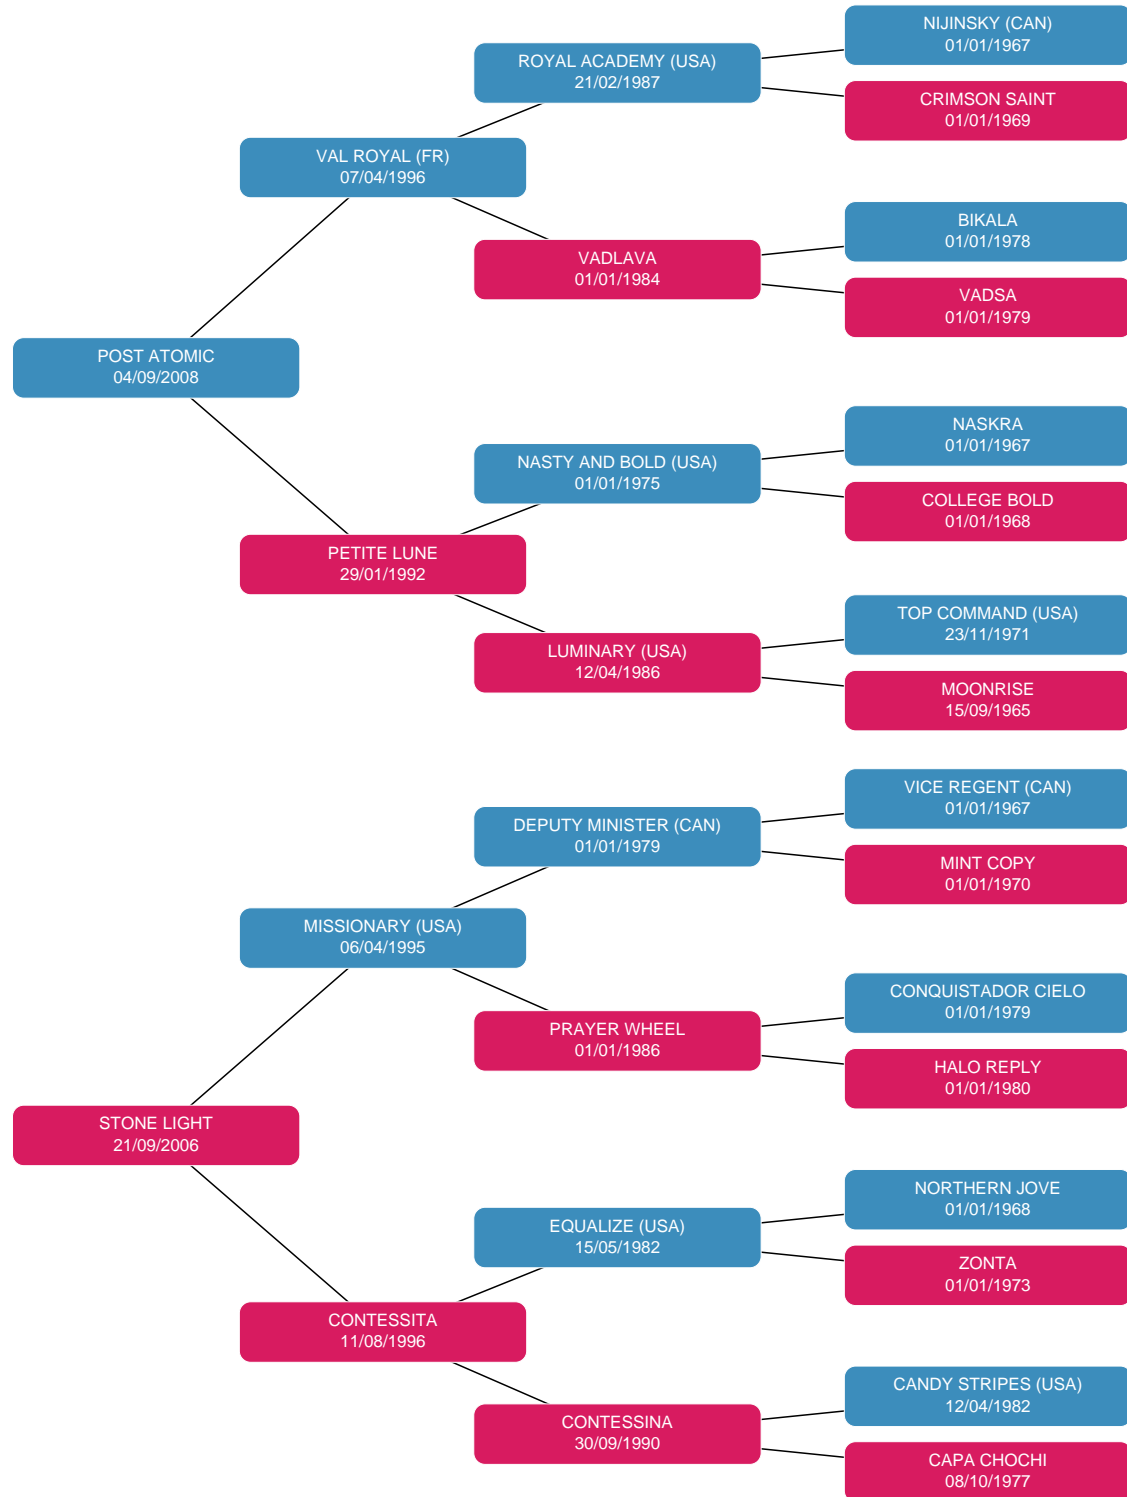 NIJINSKY (CAN)
01/01/1967
ROYAL ACADEMY (USA)
21/02/1987
CRIMSON SAINT
01/01/1969
VAL ROYAL (FR)
07/04/1996
BIKALA
01/01/1978
VADLAVA
01/01/1984
VADSA
01/01/1979
POST ATOMIC
04/09/2008
NASKRA
01/01/1967
NASTY AND BOLD (USA)
01/01/1975
COLLEGE BOLD
01/01/1968
PETITE LUNE
29/01/1992
TOP COMMAND (USA)
23/11/1971
LUMINARY (USA)
12/04/1986
MOONRISE
15/09/1965
VICE REGENT (CAN)
01/01/1967
DEPUTY MINISTER (CAN)
01/01/1979
MINT COPY
01/01/1970
MISSIONARY (USA)
06/04/1995
CONQUISTADOR CIELO
01/01/1979
PRAYER WHEEL
01/01/1986
HALO REPLY
01/01/1980
STONE LIGHT
21/09/2006
NORTHERN JOVE
01/01/1968
EQUALIZE (USA)
15/05/1982
ZONTA
01/01/1973
CONTESSITA
11/08/1996
CANDY STRIPES (USA)
12/04/1982
CONTESSINA
30/09/1990
CAPA CHOCHI
08/10/1977